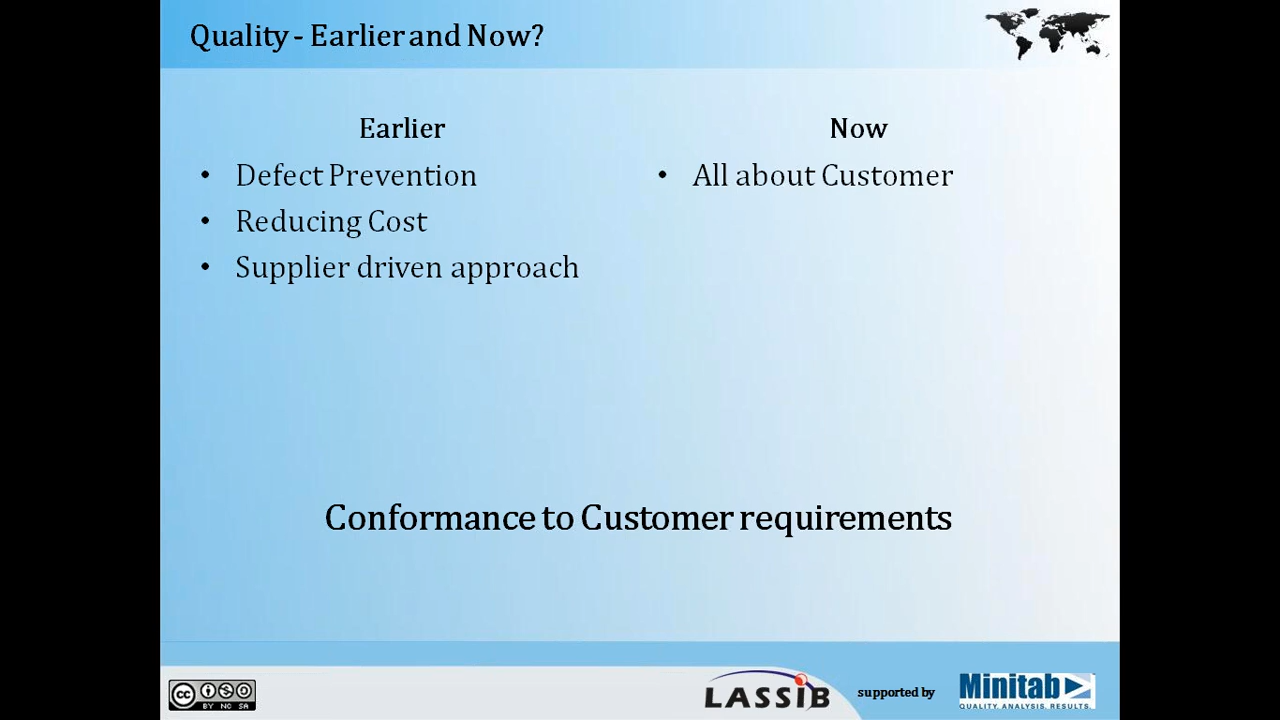 Quality - Earlier and Now?
Earlier
• Defect Prevention
• Reducing Cost
• Supplier driven approach
Now
• All about Customer
Conformance to Customer requirements
cc BY NC SA
LASSIB
supported by
Minitab
QUALITY. ANALYSIS. RESULTS.